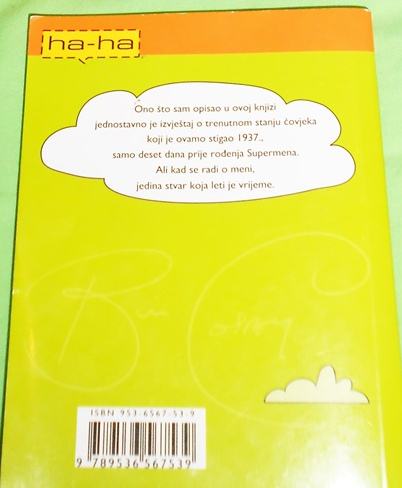 ha-ha
Ono što sam opisao u ovoj knjizi
jednostavno je izvještaj o trenutnom stanju čovjeka
koji je ovamo stigao 1937.,
samo deset dana prije rođenja Supermena.
Ali kad se radi o meni,
jedina stvar koja leti je vrijeme.
Bill Cosby
ISBN 953-6567-53-9
9 789536 567539